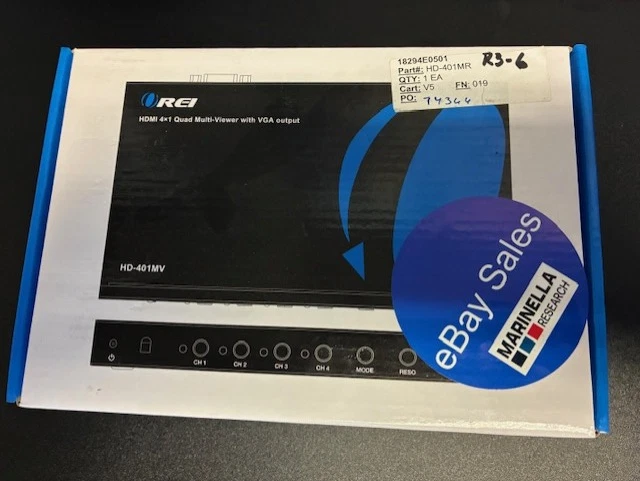 18294E0501
R3-6
Part#: HD-401MR
QTY: 1 EA
Cart: V5 FN: 019
PO: 74344
OREI
HDMI 4×1 Quad Multi-Viewer with VGA output
HD-401MV
eBay Sales
MARINELLA
RESEARCH
CH 1 CH 2 CH 3 CH 4 MODE RESO